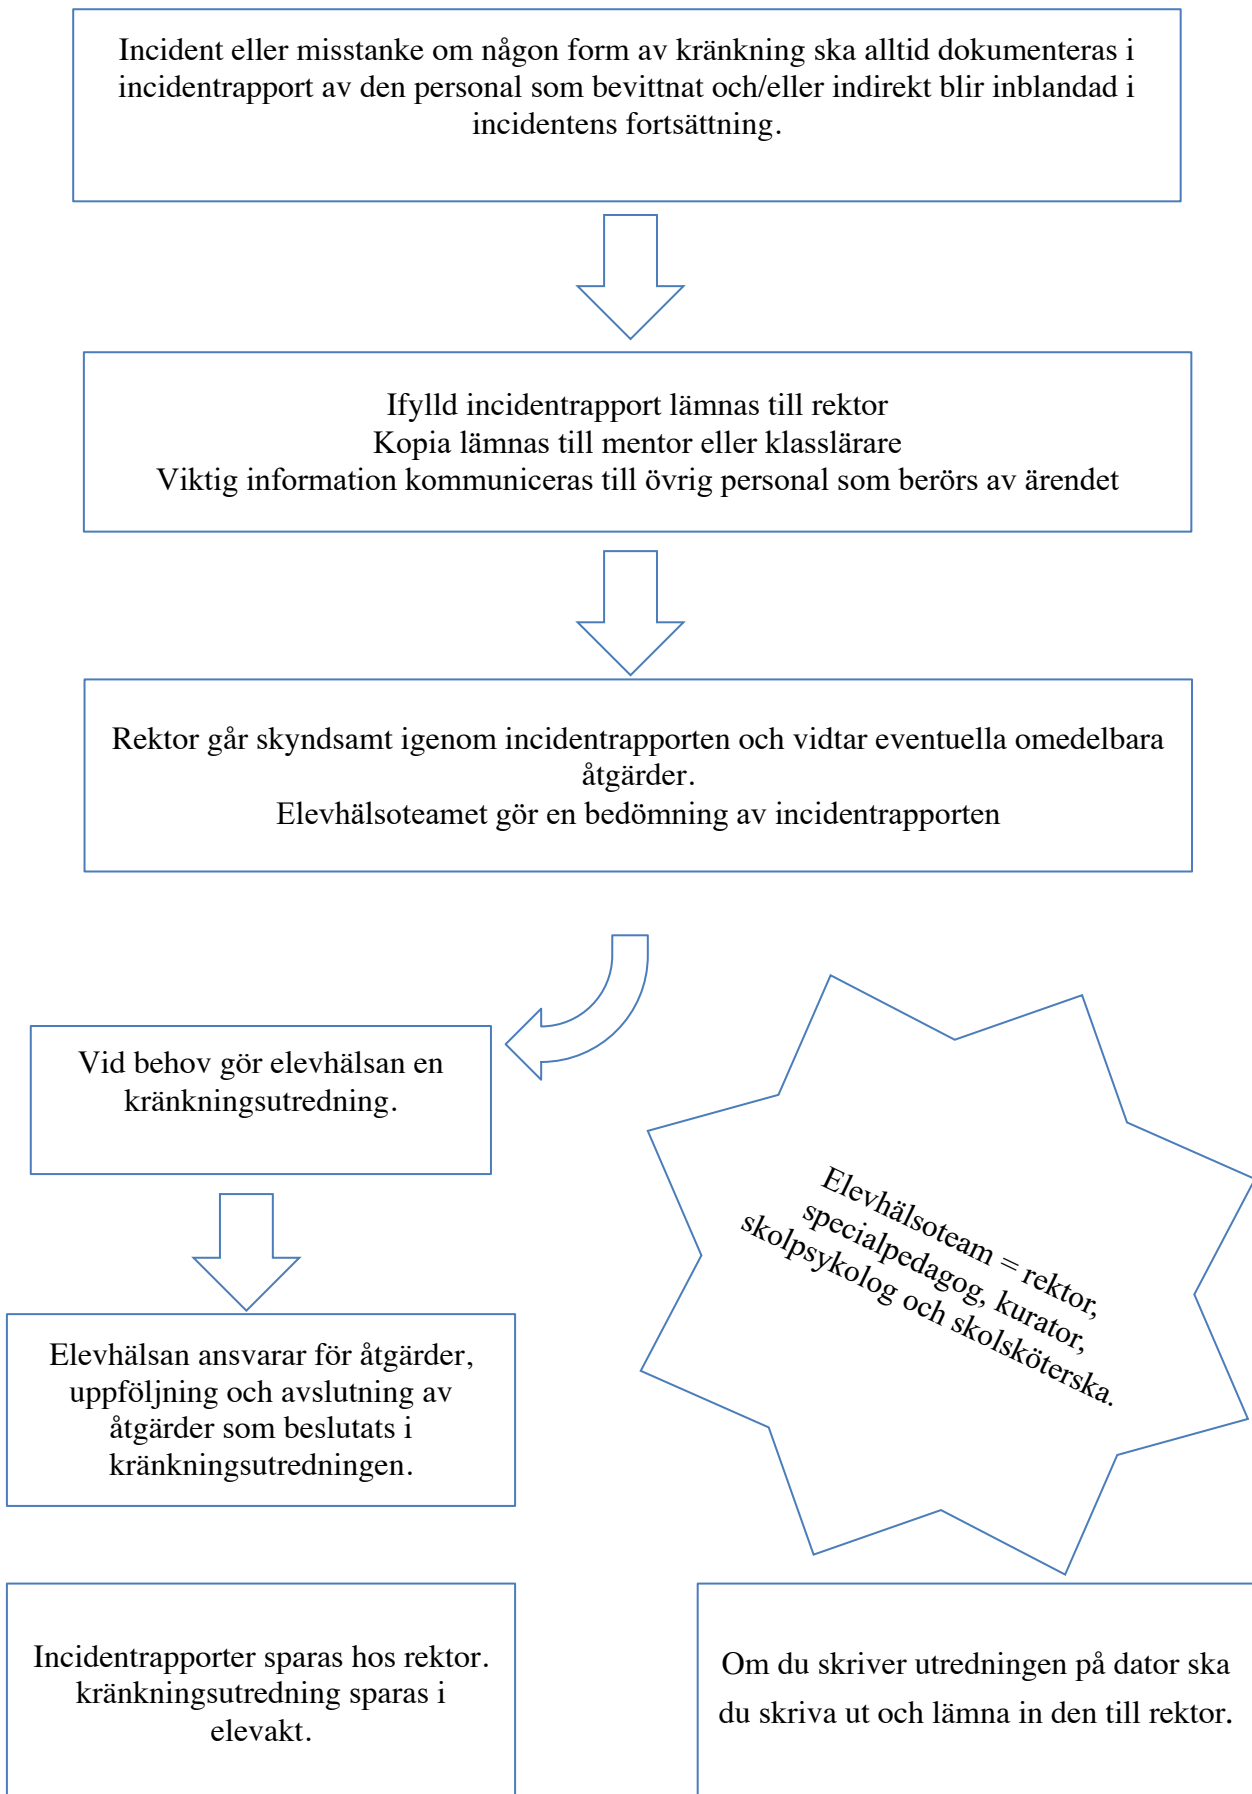 Incident eller misstanke om någon form av kränkning ska alltid dokumenteras i
incidentrapport av den personal som bevittnat och/eller indirekt blir inblandad i
incidentens fortsättning.
Ifylld incidentrapport lämnas till rektor
Kopia lämnas till mentor eller klasslärare
Viktig information kommuniceras till övrig personal som berörs av ärendet
Rektor går skyndsamt igenom incidentrapporten och vidtar eventuella omedelbara
åtgärder.
Elevhälsoteamet gör en bedömning av incidentrapporten
Vid behov gör elevhälsan en
kränkningsutredning.
Elevhälsoteam = rektor,
specialpedagog, kurator,
skolpsykolog och skolsköterska.
Elevhälsan ansvarar för åtgärder,
uppföljning och avslutning av
åtgärder som beslutats i
kränkningsutredningen.
Incidentrapporter sparas hos rektor.
kränkningsutredning sparas i
elevakt.
Om du skriver utredningen på dator ska
du skriva ut och lämna in den till rektor.